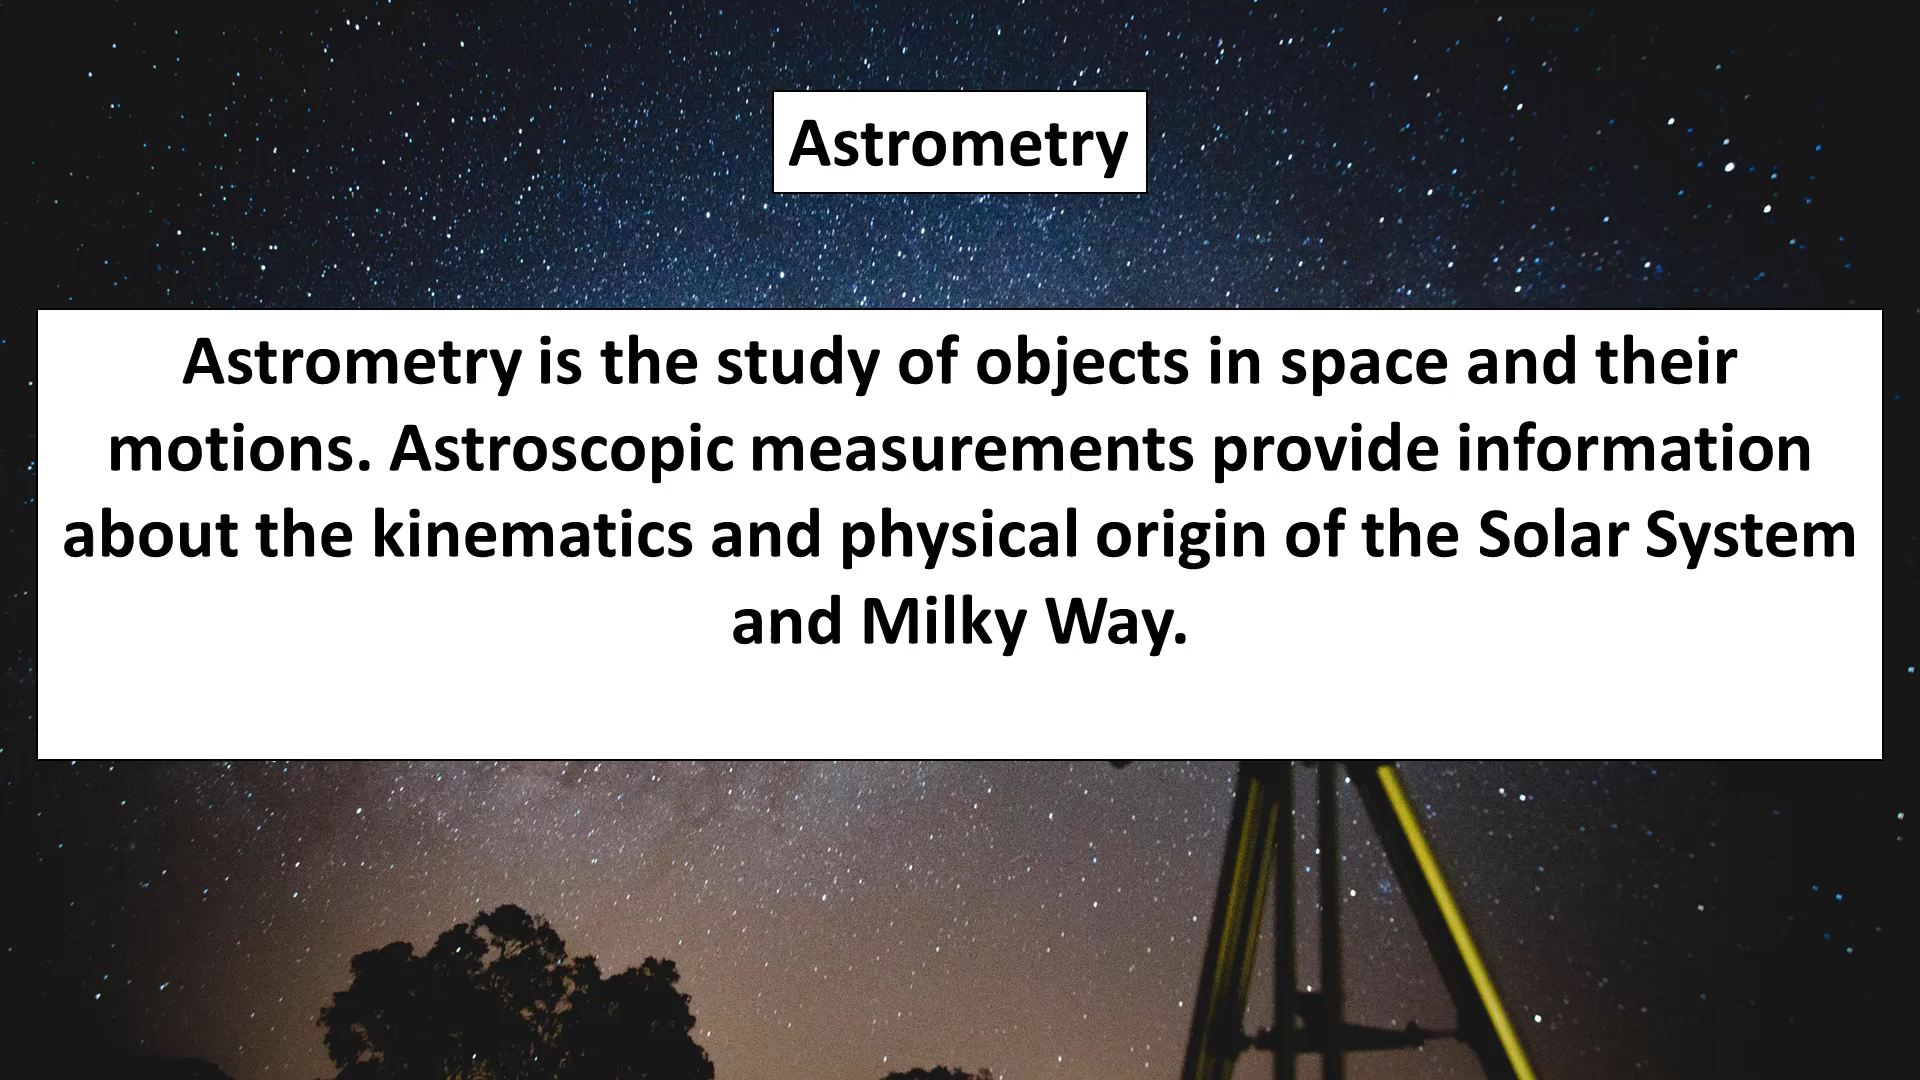 Astrometry
Astrometry is the study of objects in space and their
motions. Astroscopic measurements provide information
about the kinematics and physical origin of the Solar System
and Milky Way.